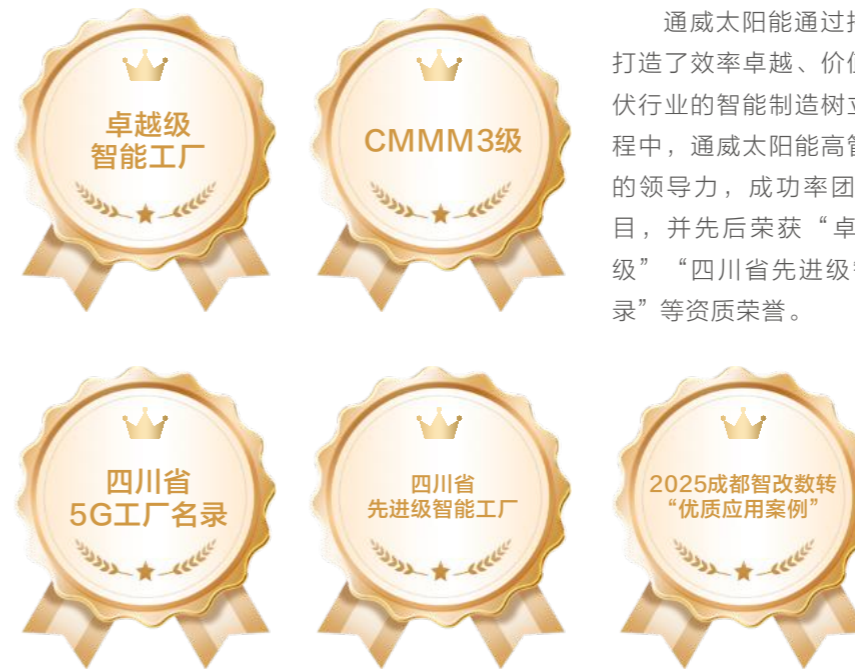 卓越级
智能工厂
CMMM3级
通威太阳能通过
打造了效率卓越、价
伏行业的智能制造树
程中，通威太阳能高
的领导力，成功率团
目，并先后荣获“卓
级”“四川省先进级
录”等资质荣誉。
四川省
5G工厂名录
四川省
先进级智能工厂
2025成都智改数转
“优质应用案例”